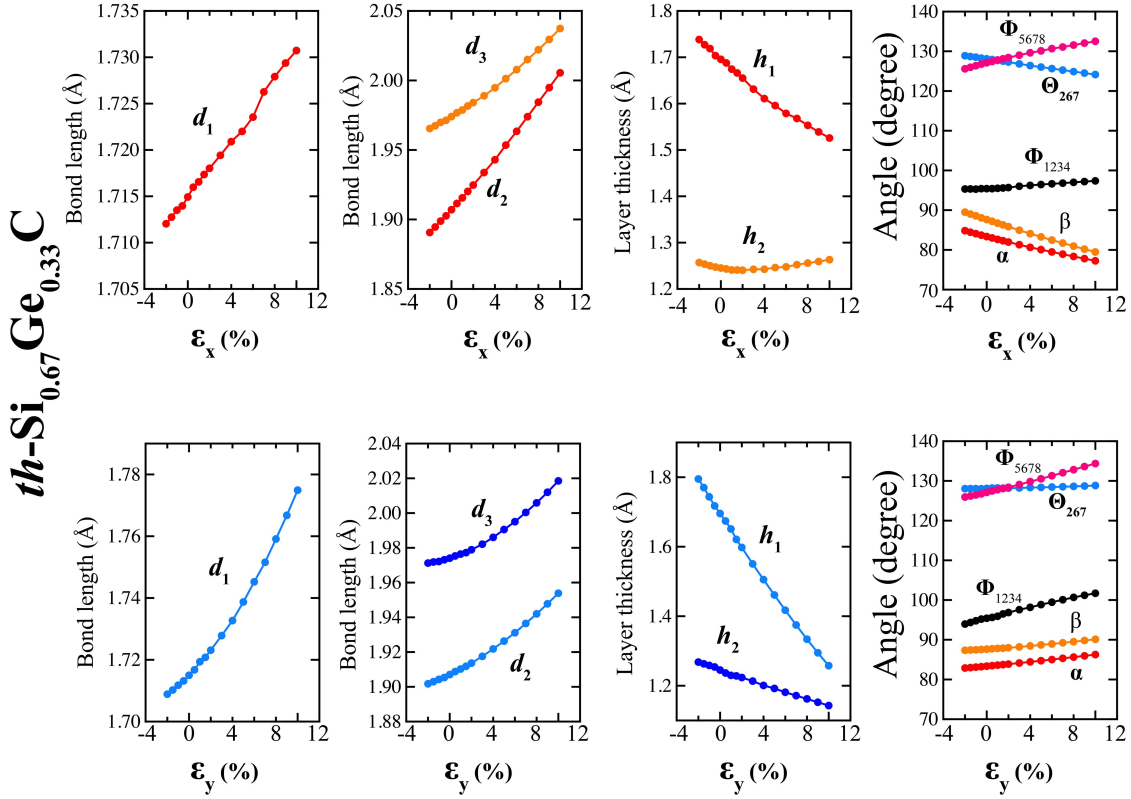 th-Si0.67Ge0.33C
Bond length (Å)
1.735
1.730
1.725
1.720
1.715
1.710
1.705
d1
-4 0 4 8 12
εx (%)
Bond length (Å)
2.05
2.00
1.95
1.90
1.85
d3
d2
-4 0 4 8 12
εx (%)
Layer thickness (Å)
1.8
1.7
1.6
1.5
1.4
1.3
1.2
h1
h2
-4 0 4 8 12
εx (%)
Angle (degree)
140
130
120
110
100
90
80
70
Φ5678
Θ267
Φ1234
β
α
-4 0 4 8 12
εx (%)
Bond length (Å)
1.79
1.78
1.76
1.74
1.72
1.70
d1
-4 0 4 8 12
εy (%)
Bond length (Å)
2.04
2.02
2.00
1.98
1.96
1.94
1.92
1.90
1.88
d3
d2
-4 0 4 8 12
εy (%)
Layer thickness (Å)
1.9
1.8
1.6
1.4
1.2
1.1
h1
h2
-4 0 4 8 12
εy (%)
Angle (degree)
140
130
120
110
100
90
80
70
Φ5678
Θ267
Φ1234
β
α
-4 0 4 8 12
εy (%)